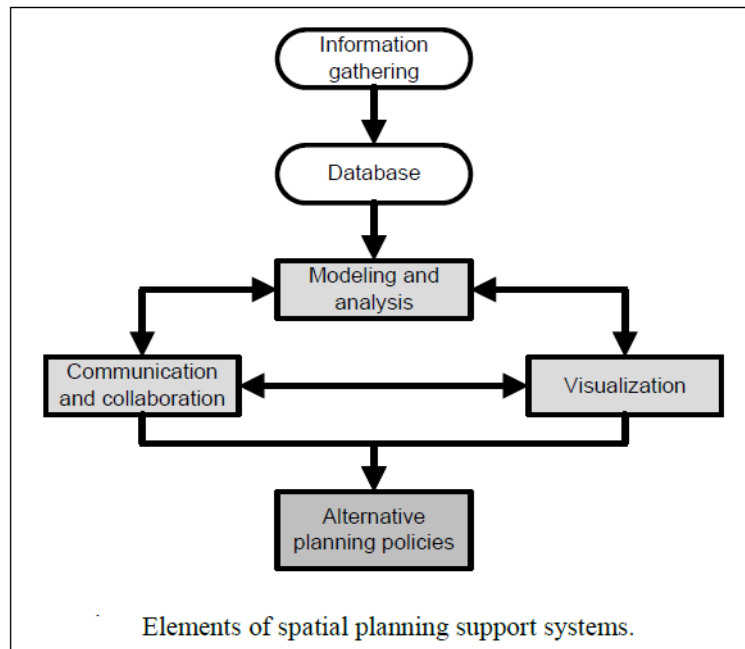 Information
gathering
Database
Modeling and
analysis
Communication
and collaboration
Visualization
Alternative
planning policies
Elements of spatial planning support systems.